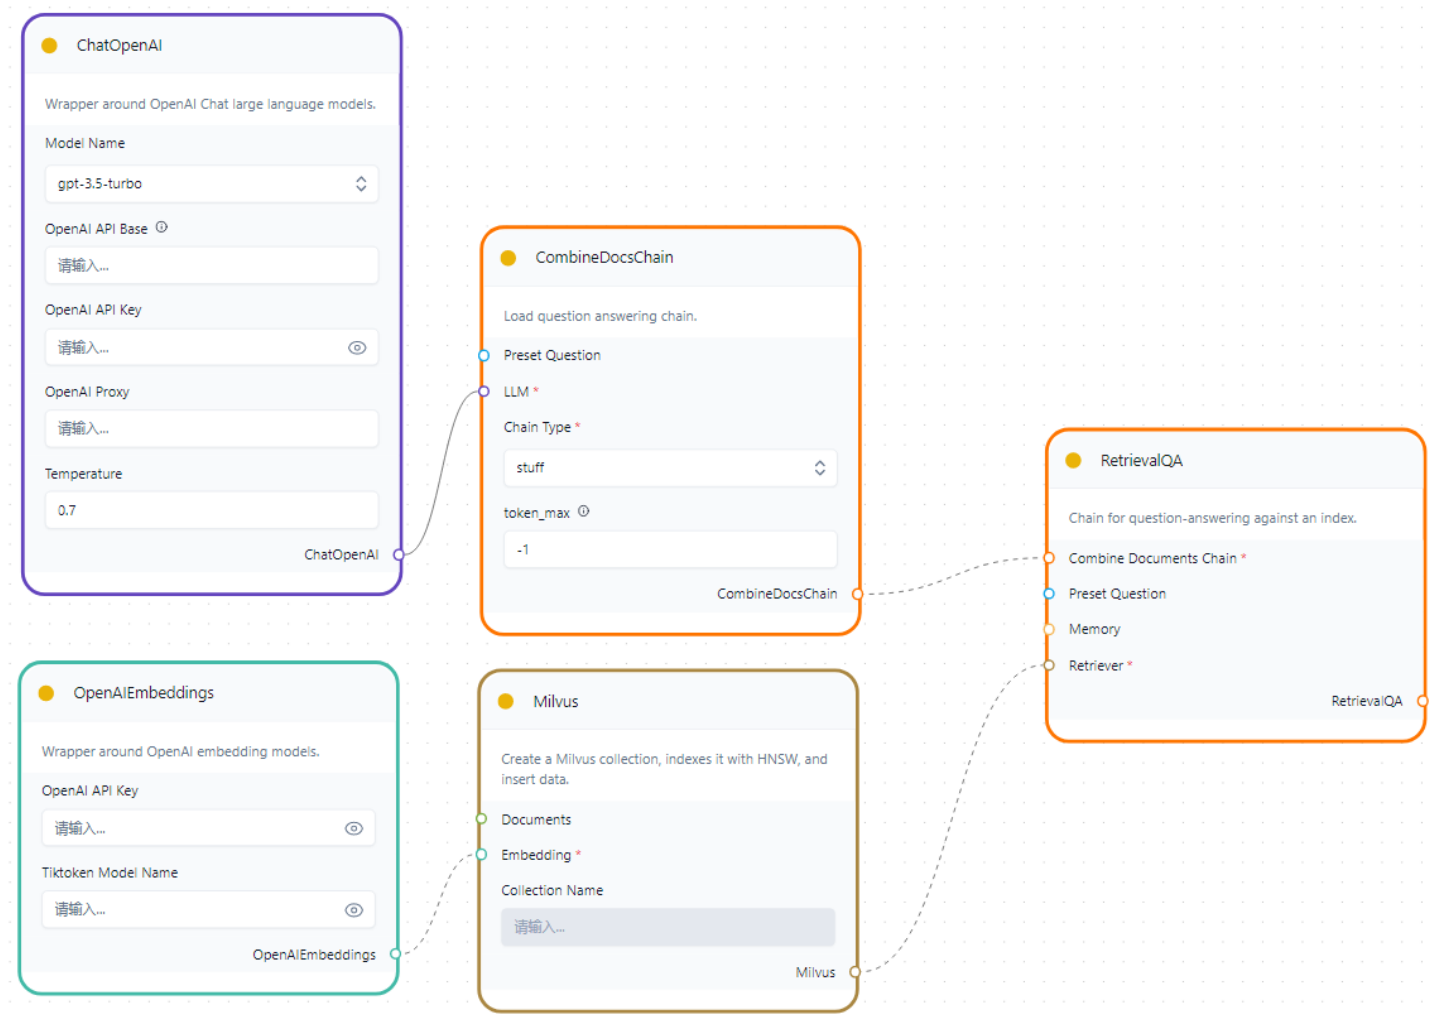 ChatOpenAI
Wrapper around OpenAI Chat large language models.
Model Name
gpt-3.5-turbo
OpenAI API Base
请输入...
OpenAI API Key
请输入...
OpenAI Proxy
请输入...
Temperature
0.7
ChatOpenAI
CombineDocsChain
Load question answering chain.
Preset Question
LLM *
Chain Type *
stuff
token_max
-1
CombineDocsChain
OpenAIEmbeddings
Wrapper around OpenAI embedding models.
OpenAI API Key
请输入...
Tiktoken Model Name
请输入...
OpenAIEmbeddings
Milvus
Create a Milvus collection, indexes it with HNSW, and
insert data.
Documents
Embedding *
Collection Name
请输入...
Milvus
RetrievalQA
Chain for question-answering against an index.
Combine Documents Chain *
Preset Question
Memory
Retriever *
RetrievalQA